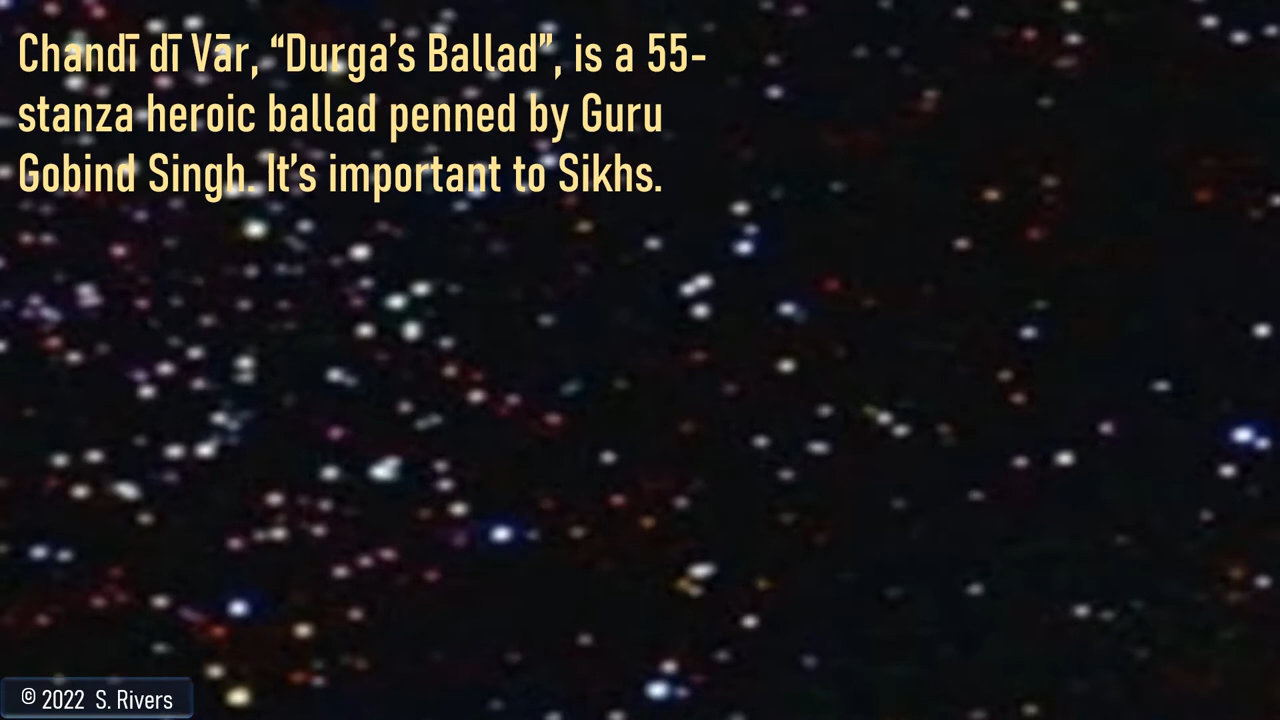 Chandī dī Vār, “Durga’s Ballad”, is a 55-
stanza heroic ballad penned by Guru
Gobind Singh. It’s important to Sikhs.
© 2022 S. Rivers